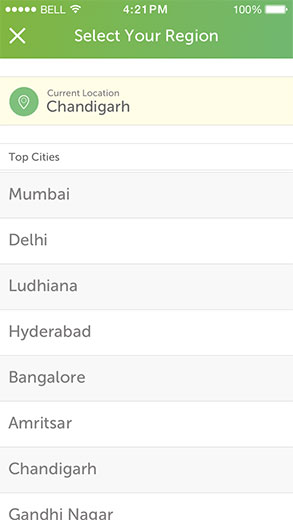 BELL 4:21PM 100%
Select Your Region
Current Location
Chandigarh
Top Cities
Mumbai
Delhi
Ludhiana
Hyderabad
Bangalore
Amritsar
Chandigarh
Gandhi Nagar